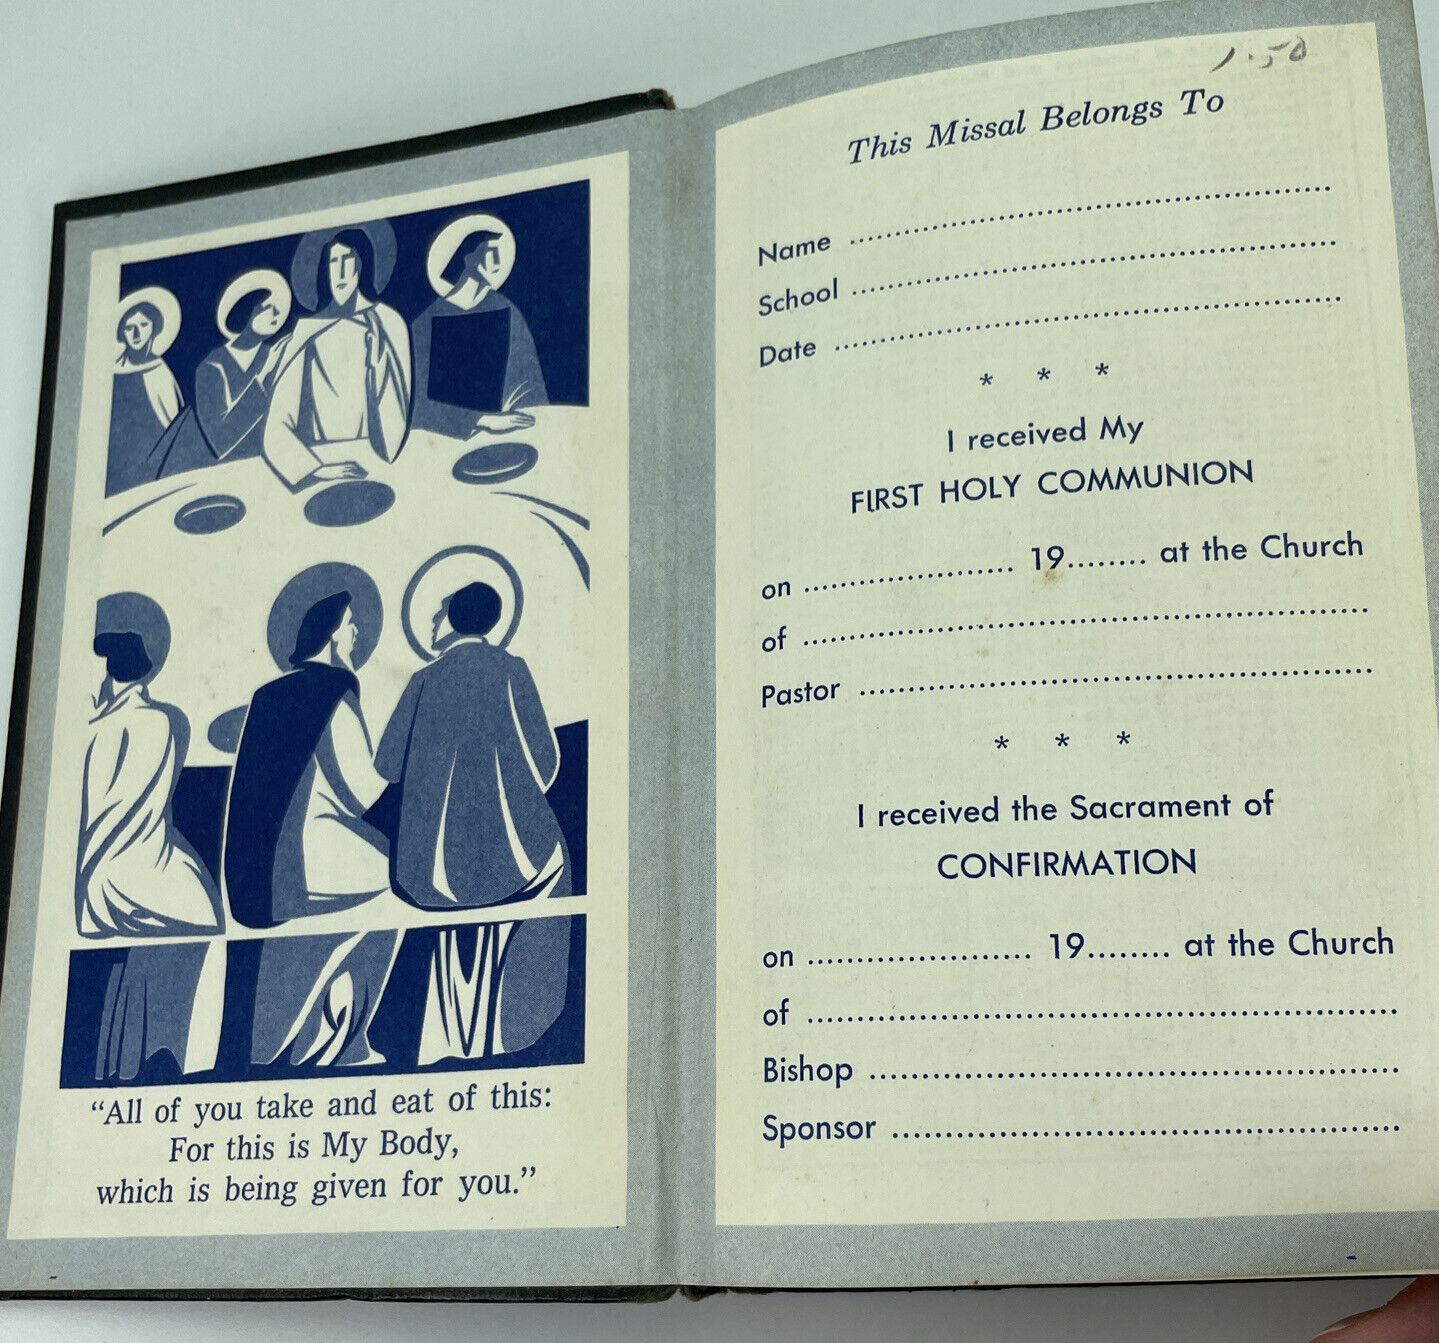 "All of you take and eat of this:
For this is My Body,
which is being given for you."
1.50
This Missal Belongs To
Name ..............................
School ..............................
Date ..............................
* * *
I received My
FIRST HOLY COMMUNION
on .................... 19........ at the Church
of ..............................
Pastor ..............................
* * *
I received the Sacrament of
CONFIRMATION
on .................... 19........ at the Church
of ..............................
Bishop ..............................
Sponsor ..............................